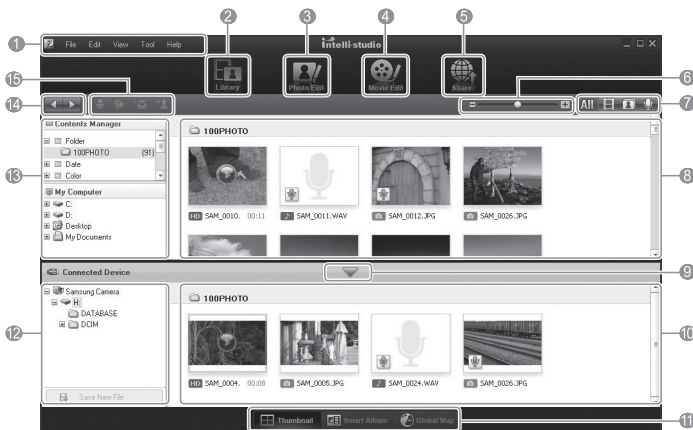 2 3 4 5
1 File Edit View Tool Help intelli-studio
15 Library Photo Edit Movie Edit Share 6
14 All 7
Contents Manager 100PHOTO
Folder
100PHOTO (91)
Date
Color
13 8
My Computer
C:
D:
Desktop
My Documents
HD SAM_0010. 00:11 SAM_0011.WAV SAM_0012.JPG SAM_0026.JPG
Connected Device 9
Samsung Camera 100PHOTO
H:
DATABASE
DCIM
12 10
HD SAM_0004. 00:08 SAM_0005.JPG SAM_0024.WAV SAM_0026.JPG
Save New File
Thumbnail Smart Album Global Map 11